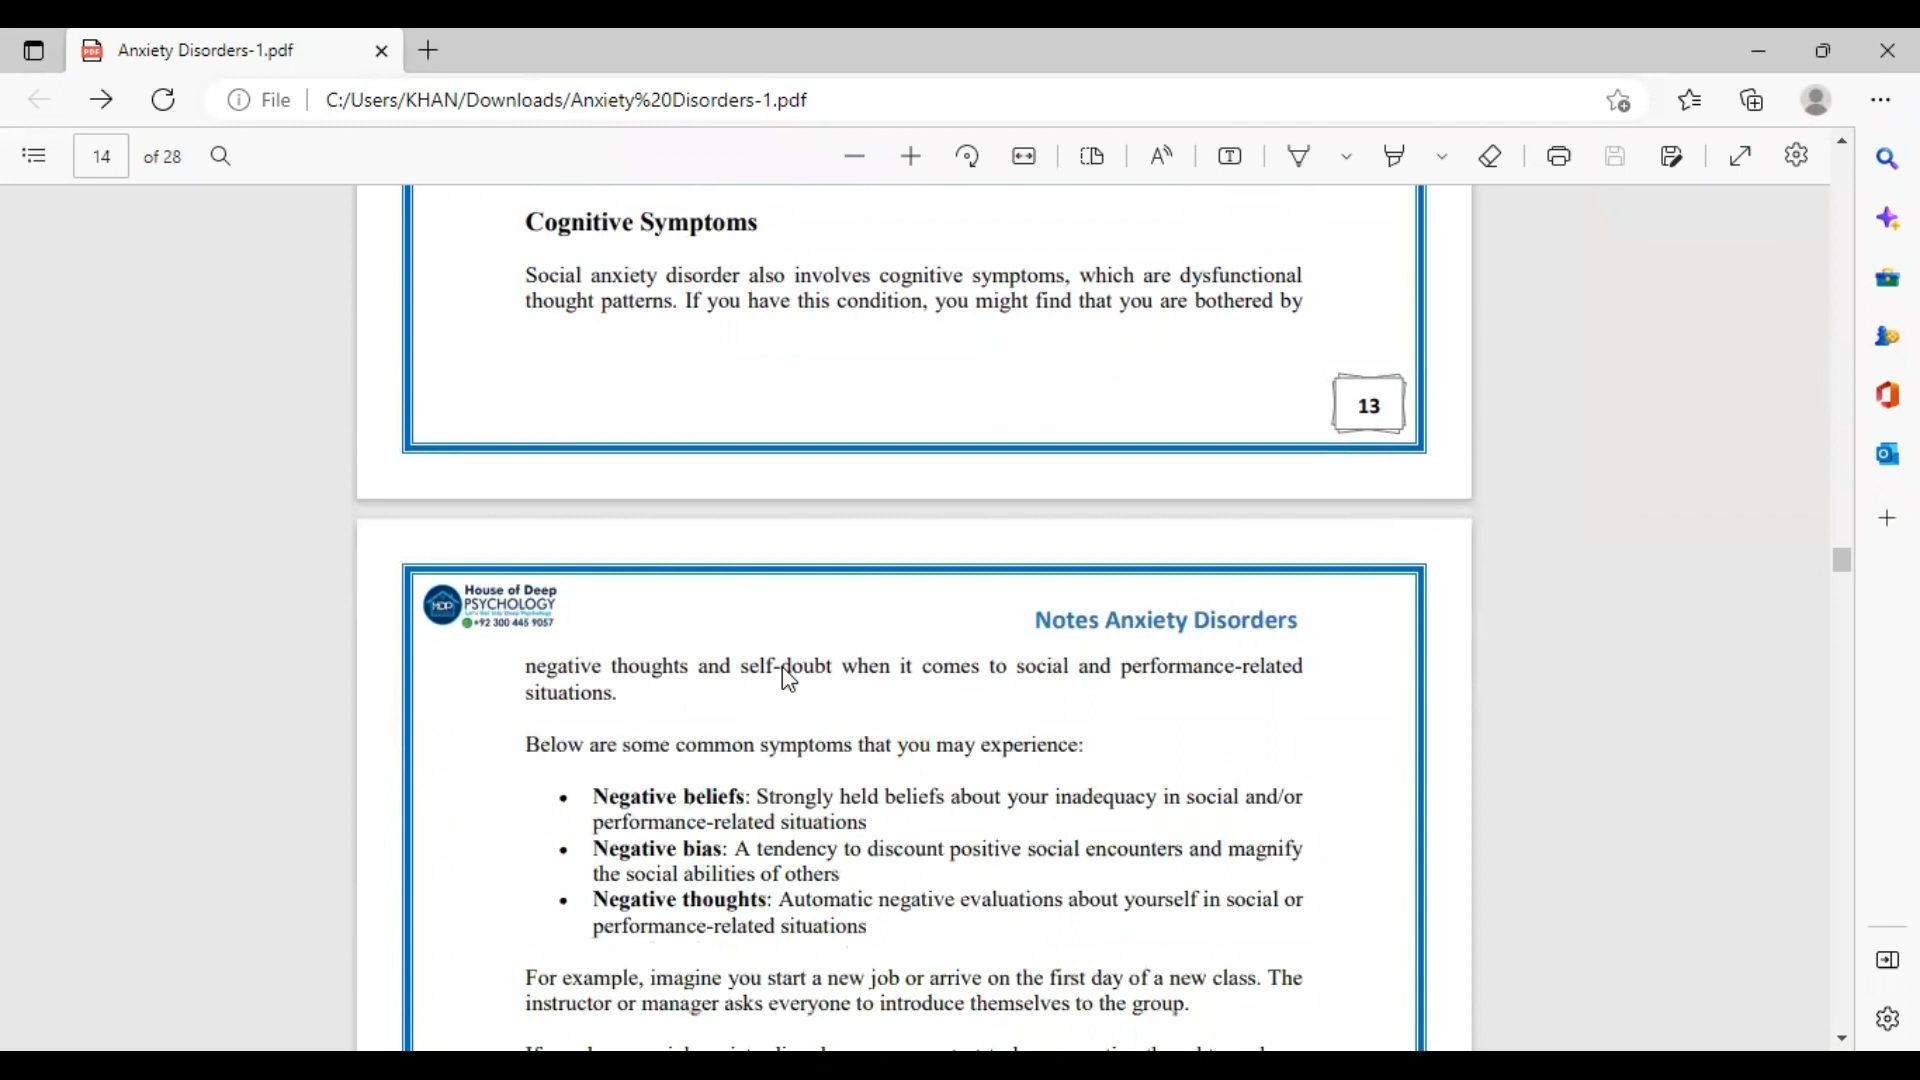 Anxiety Disorders-1.pdf
File
C:/Users/KHAN/Downloads/Anxiety%20Disorders-1.pdf
14 of 28
Cognitive Symptoms
Social anxiety disorder also involves cognitive symptoms, which are dysfunctional
thought patterns. If you have this condition, you might find that you are bothered by
13
House of Deep
PSYCHOLOGY
HDP
+92 300 445 9057
Notes Anxiety Disorders
negative thoughts and self-doubt when it comes to social and performance-related
situations.
Below are some common symptoms that you may experience:
• Negative beliefs: Strongly held beliefs about your inadequacy in social and/or
performance-related situations
• Negative bias: A tendency to discount positive social encounters and magnify
the social abilities of others
• Negative thoughts: Automatic negative evaluations about yourself in social or
performance-related situations
For example, imagine you start a new job or arrive on the first day of a new class. The
instructor or manager asks everyone to introduce themselves to the group.